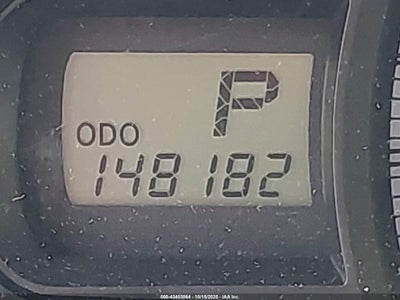 P
ODO
148182
000-43453064 - 10/15/2025 - IAA Inc.